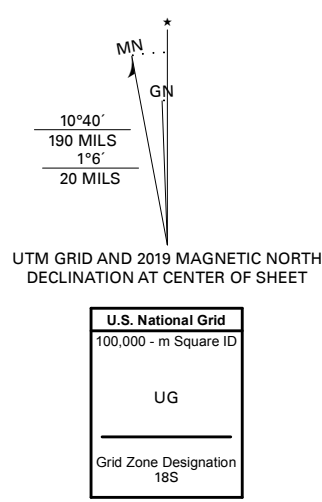 ★
MN
GN
10°40´
190 MILS
1°6´
20 MILS
UTM GRID AND 2019 MAGNETIC NORTH
DECLINATION AT CENTER OF SHEET
U.S. National Grid
100,000 - m Square ID
UG
Grid Zone Designation
18S